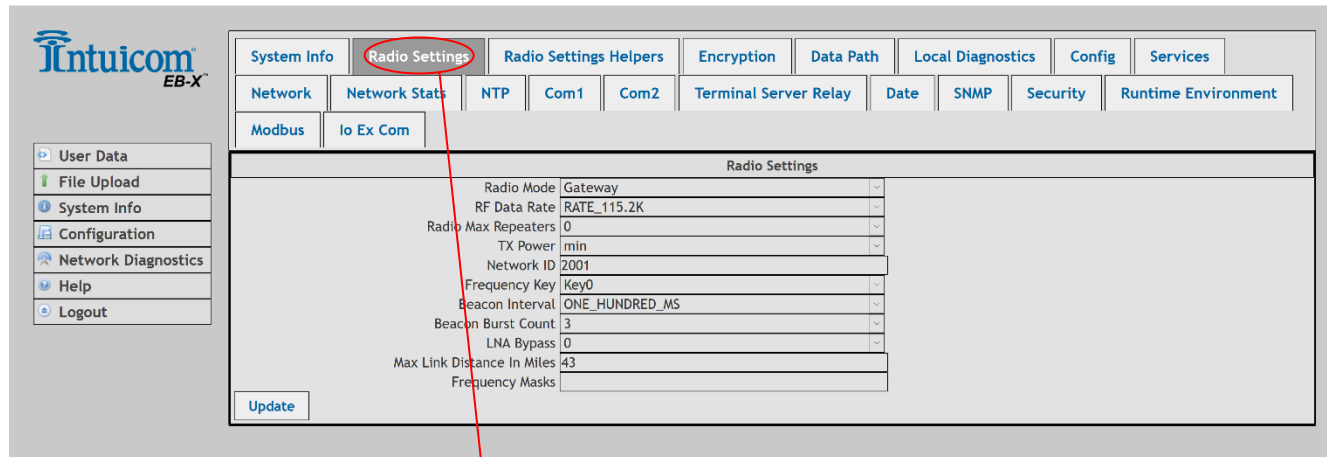 Intuicom
EB-X™
System Info Radio Settings Radio Settings Helpers Encryption Data Path Local Diagnostics Config Services
Network Network Stats NTP Com1 Com2 Terminal Server Relay Date SNMP Security Runtime Environment
Modbus Io Ex Com
User Data
File Upload
System Info
Configuration
Network Diagnostics
Help
Logout
Radio Settings
Radio Mode Gateway
RF Data Rate RATE_115.2K
Radio Max Repeaters 0
TX Power min
Network ID 2001
Frequency Key Key0
Beacon Interval ONE_HUNDRED_MS
Beacon Burst Count 3
LNA Bypass 0
Max Link Distance In Miles 43
Frequency Masks
Update